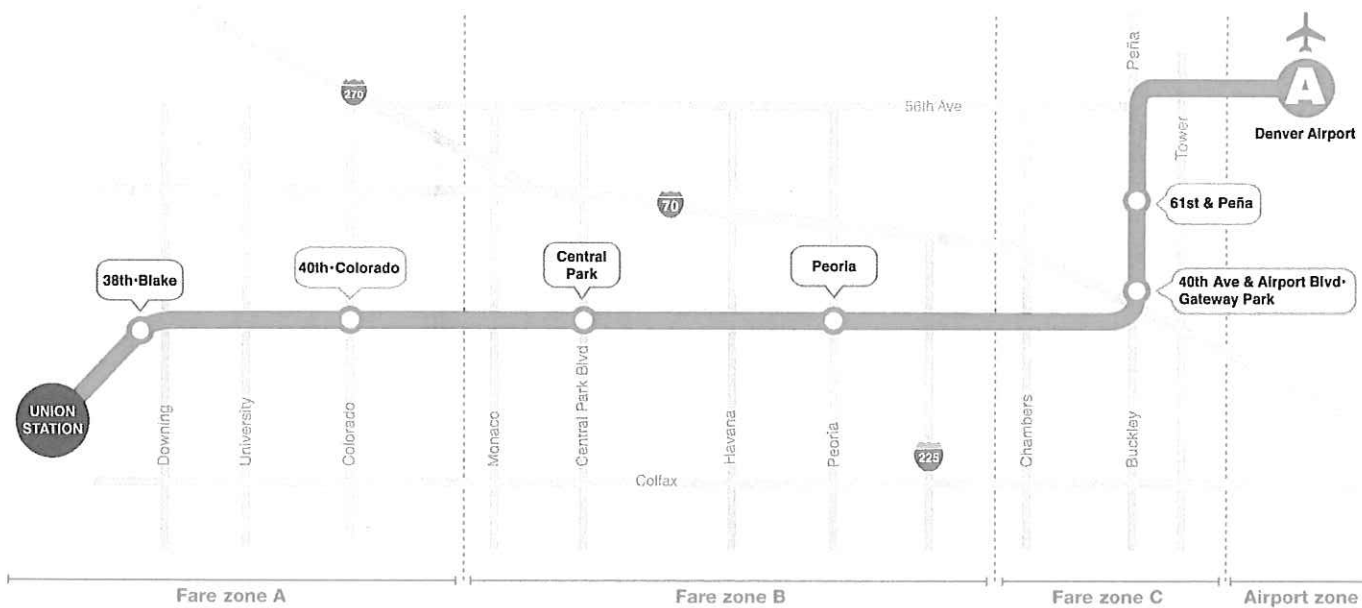 270
56th Ave
Peña
A
Denver Airport
Tower
70
61st & Peña
38th•Blake
40th•Colorado
Central
Park
Peoria
40th Ave & Airport Blvd•
Gateway Park
UNION
STATION
Downing
University
Colorado
Monaco
Central Park Blvd
Havana
Peoria
225
Chambers
Buckley
Colfax
Fare zone A
Fare zone B
Fare zone C
Airport zone